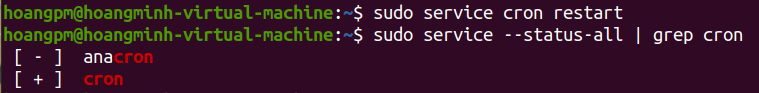 hoangpm@hoangminh-virtual-machine:~$ sudo service cron restart
hoangpm@hoangminh-virtual-machine:~$ sudo service --status-all | grep cron
 [ - ]  anacron
 [ + ]  cron